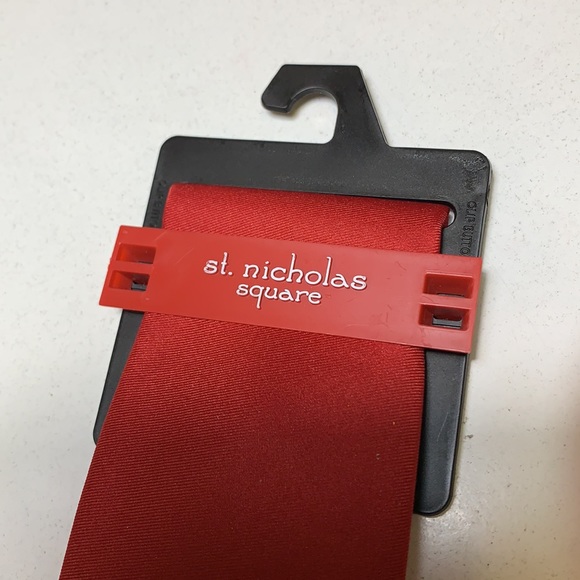 st. nicholas
square